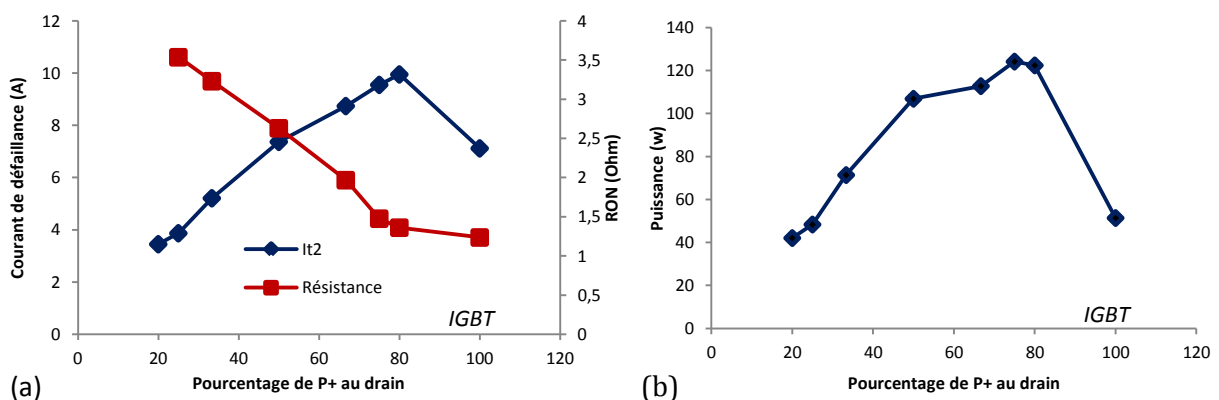 Courant de défaillance (A)
12
10
8
6
4
2
0
4
3,5
3
2,5
2
1,5
1
0,5
0
RON (Ohm)
It2
Résistance
IGBT
0 20 40 60 80 100 120
Pourcentage de P+ au drain
(a)
Puissance (w)
140
120
100
80
60
40
20
0
IGBT
0 20 40 60 80 100 120
Pourcentage de P+ au drain
(b)